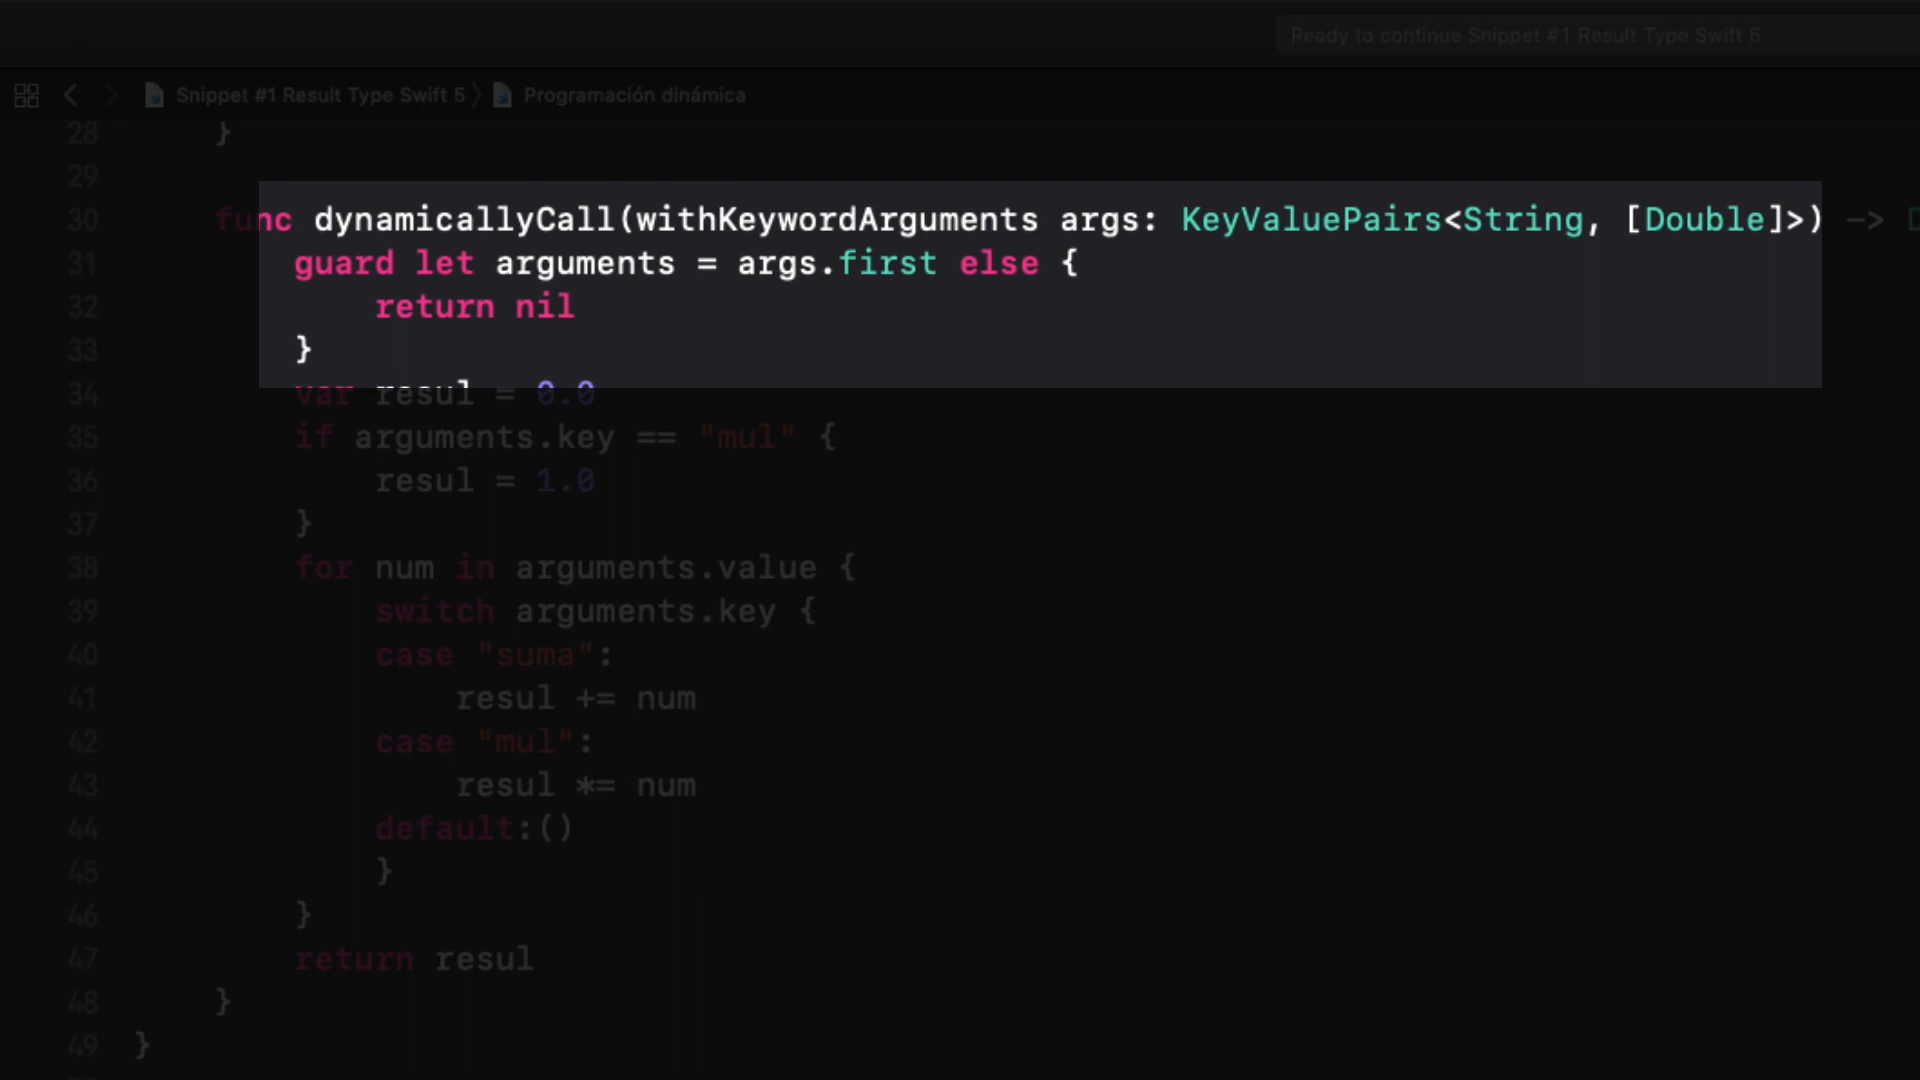 Ready to continue Snippet #1 Result Type Swift 5
Snippet #1 Result Type Swift 5 〉 Programación dinámica
28 }
29
30 func dynamicallyCall(withKeywordArguments args: KeyValuePairs<String, [Double]>) -> D
31 guard let arguments = args.first else {
32 return nil
33 }
34 var resul = 0.0
35 if arguments.key == "mul" {
36 resul = 1.0
37 }
38 for num in arguments.value {
39 switch arguments.key {
40 case "suma":
41 resul += num
42 case "mul":
43 resul *= num
44 default:()
45 }
46 }
47 return resul
48 }
49 }